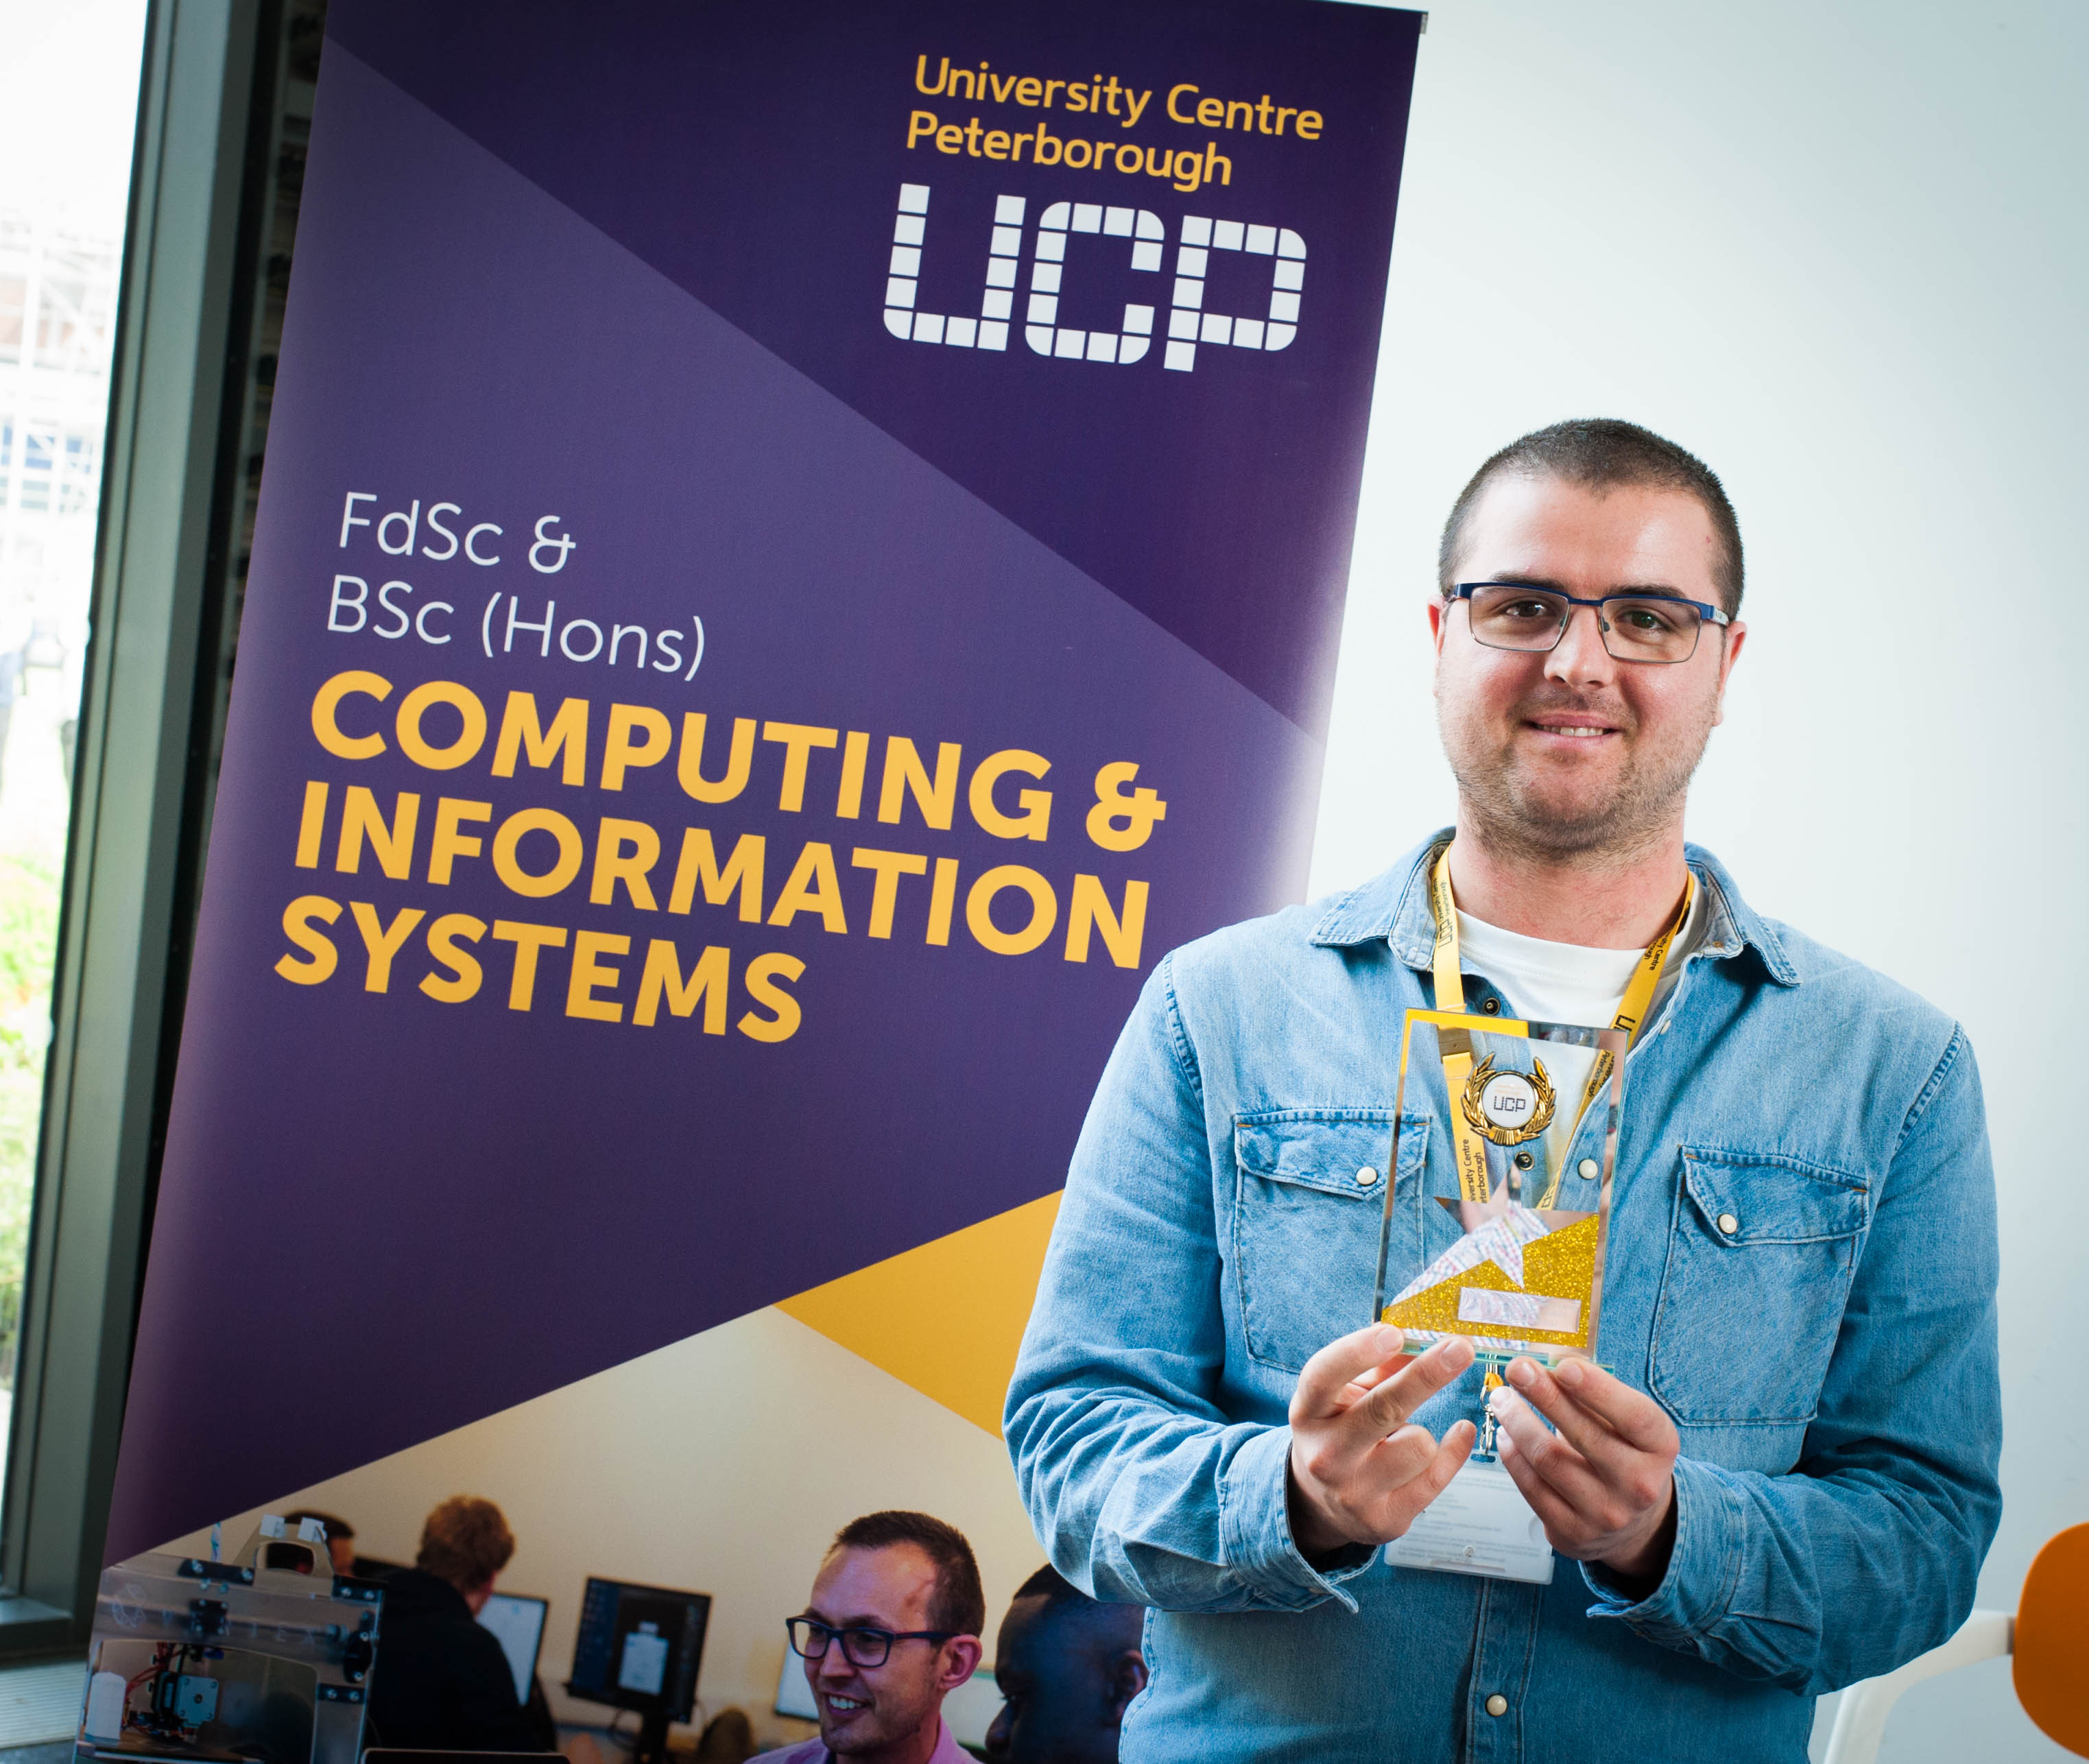 University Centre
Peterborough
UCP
FdSc &
BSc (Hons)
COMPUTING &
INFORMATION
SYSTEMS
UCP